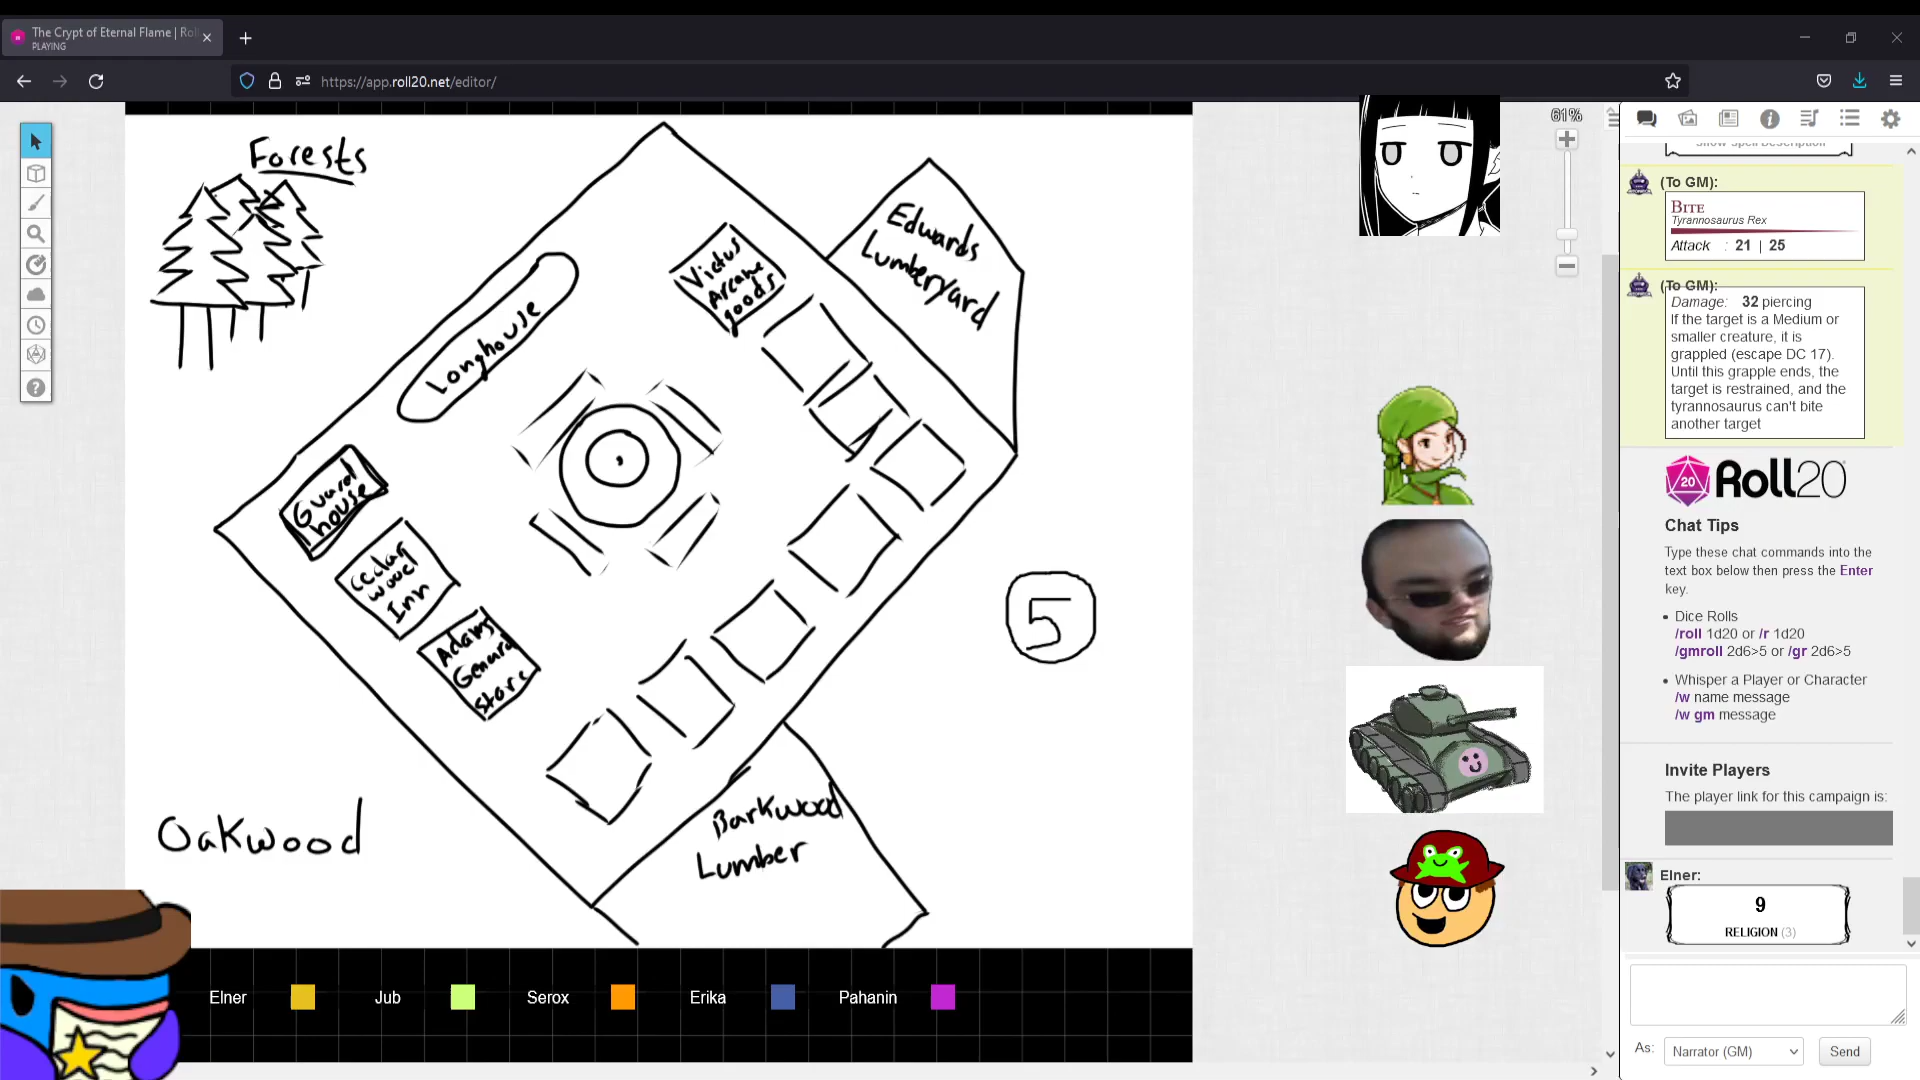 The Crypt of Eternal Flame | Rol
PLAYING
https://app.roll20.net/editor/
Forests
Longhouse
Victus
Arcane
goods
Edwards
Lumberyard
Guard
house
Inn
Adams
store
5
Oakwood
Barkwood
Lumber
Elner
Jub
Serox
Erika
Pahanin
61%
Show Spell Description
(To GM):
BITE
Tyrannosaurus Rex
Attack : 21 | 25
(To GM):
Damage: 32 piercing
If the target is a Medium or
smaller creature, it is
grappled (escape DC 17).
Until this grapple ends, the
target is restrained, and the
tyrannosaurus can't bite
another target
20 Roll20
Chat Tips
Type these chat commands into the
text box below then press the Enter
key.
Dice Rolls
/roll 1d20 or /r 1d20
/gmroll 2d6>5 or /gr 2d6>5
Whisper a Player or Character
/w name message
/w gm message
Invite Players
The player link for this campaign is:
Elner:
9
RELIGION (3)
As: Narrator (GM) Send